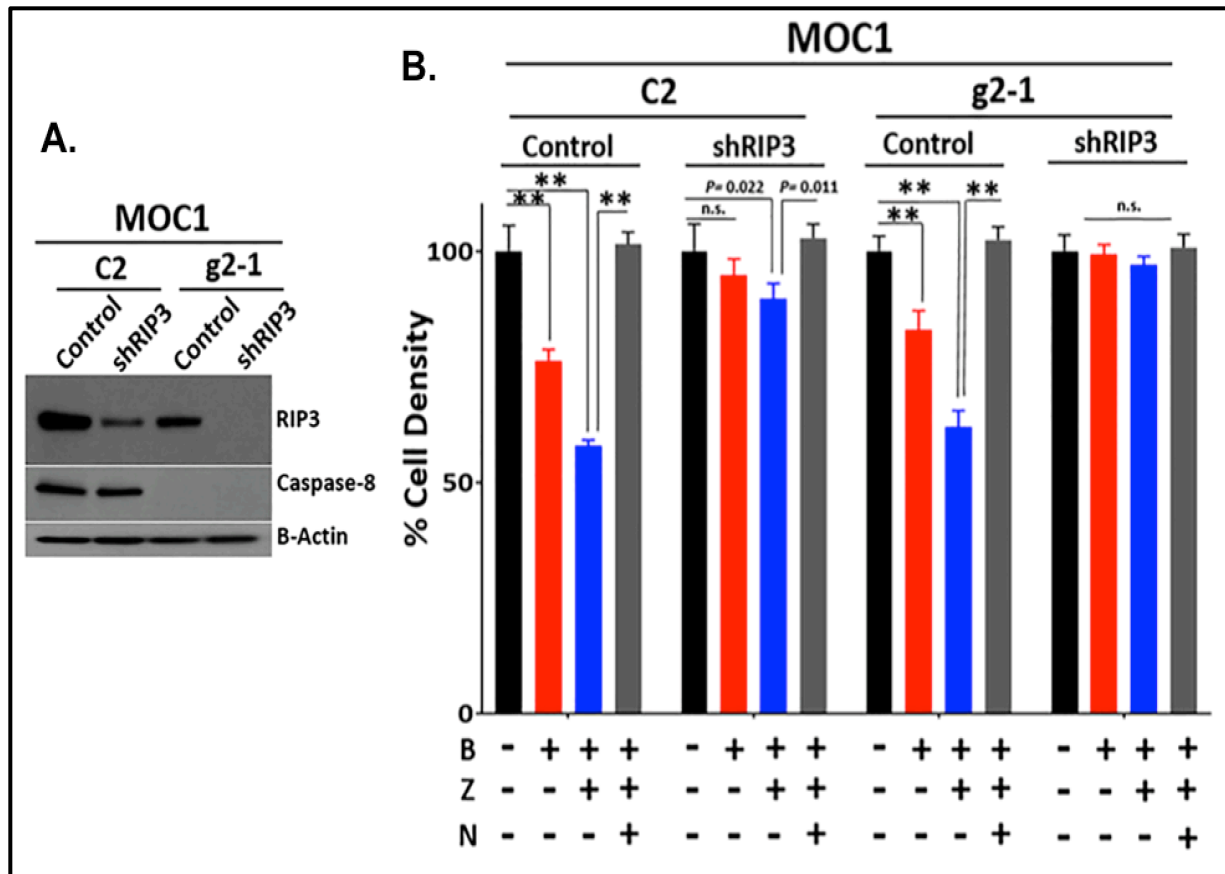 A.
MOC1
C2 g2-1
Control shRIP3 Control shRIP3
RIP3
Caspase-8
B-Actin
B.
MOC1
C2 g2-1
Control shRIP3 Control shRIP3
** ** **
P= 0.022 P= 0.011
n.s.
** ** **
n.s.
% Cell Density
100
50
0
B - + + + - + + + - + + + - + + +
Z - - + + - - + + - - + + - - + +
N - - - + - - - + - - - + - - - +